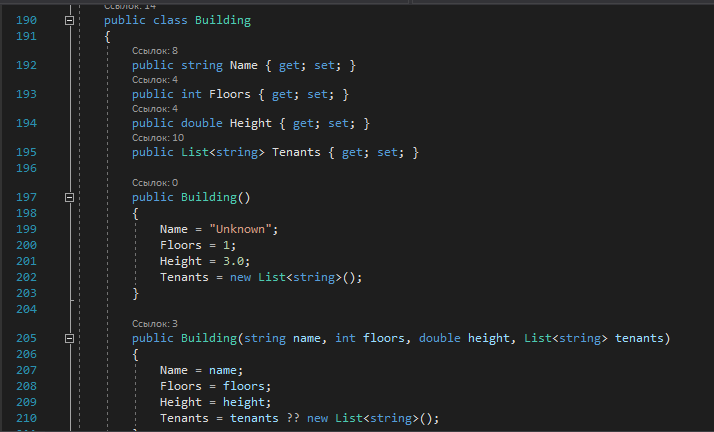 Ссылок: 14
190 public class Building
191 {
Ссылок: 8
192 public string Name { get; set; }
Ссылок: 4
193 public int Floors { get; set; }
Ссылок: 4
194 public double Height { get; set; }
Ссылок: 10
195 public List<string> Tenants { get; set; }
196
Ссылок: 0
197 public Building()
198 {
199 Name = "Unknown";
200 Floors = 1;
201 Height = 3.0;
202 Tenants = new List<string>();
203 }
204
Ссылок: 3
205 public Building(string name, int floors, double height, List<string> tenants)
206 {
207 Name = name;
208 Floors = floors;
209 Height = height;
210 Tenants = tenants ?? new List<string>();